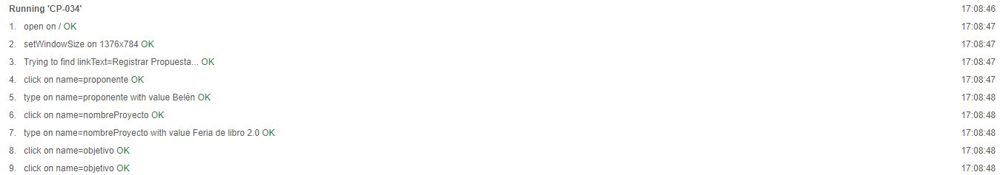 Running 'CP-034' 17:08:46
1. open on / OK 17:08:47
2. setWindowSize on 1376x784 OK 17:08:47
3. Trying to find linkText=Registrar Propuesta... OK 17:08:47
4. click on name=proponente OK 17:08:47
5. type on name=proponente with value Belén OK 17:08:48
6. click on name=nombreProyecto OK 17:08:48
7. type on name=nombreProyecto with value Feria de libro 2.0 OK 17:08:48
8. click on name=objetivo OK 17:08:48
9. click on name=objetivo OK 17:08:48